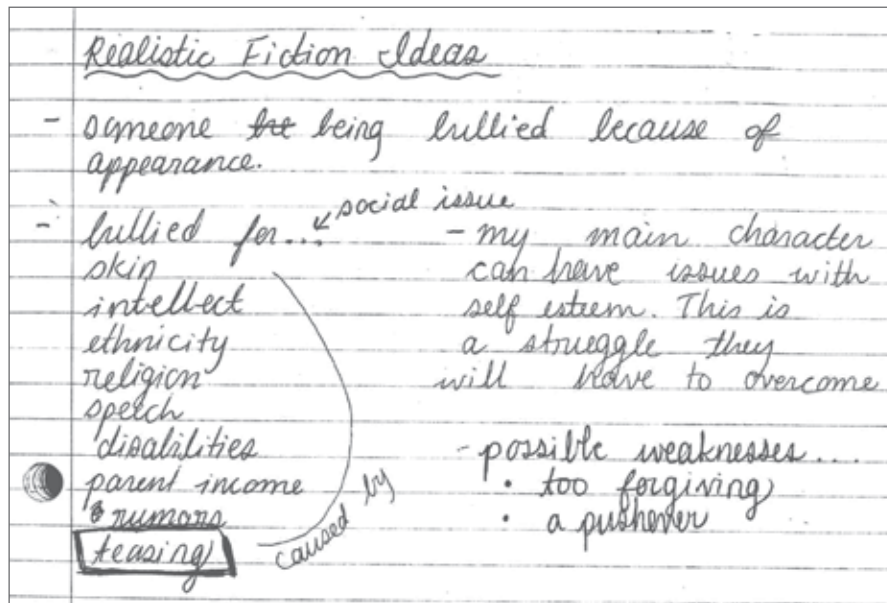 Realistic Fiction Ideas
- someone being bullied because of
appearance.
- bullied for... social issue
skin
intellect
ethnicity
religion
speech
disabilities
parent income
rumors
teasing
caused by
- my main character
can have issues with
self esteem. This is
a struggle they
will have to overcome
- possible weaknesses....
• too forgiving
• a pushover